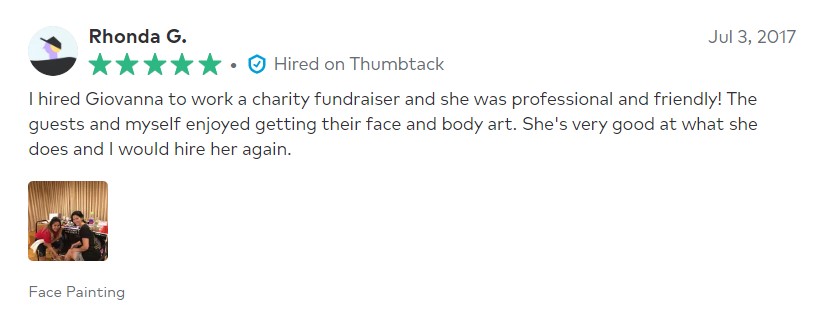 Rhonda G.
Jul 3, 2017
Hired on Thumbtack
I hired Giovanna to work a charity fundraiser and she was professional and friendly! The
guests and myself enjoyed getting their face and body art. She's very good at what she
does and I would hire her again.
Face Painting